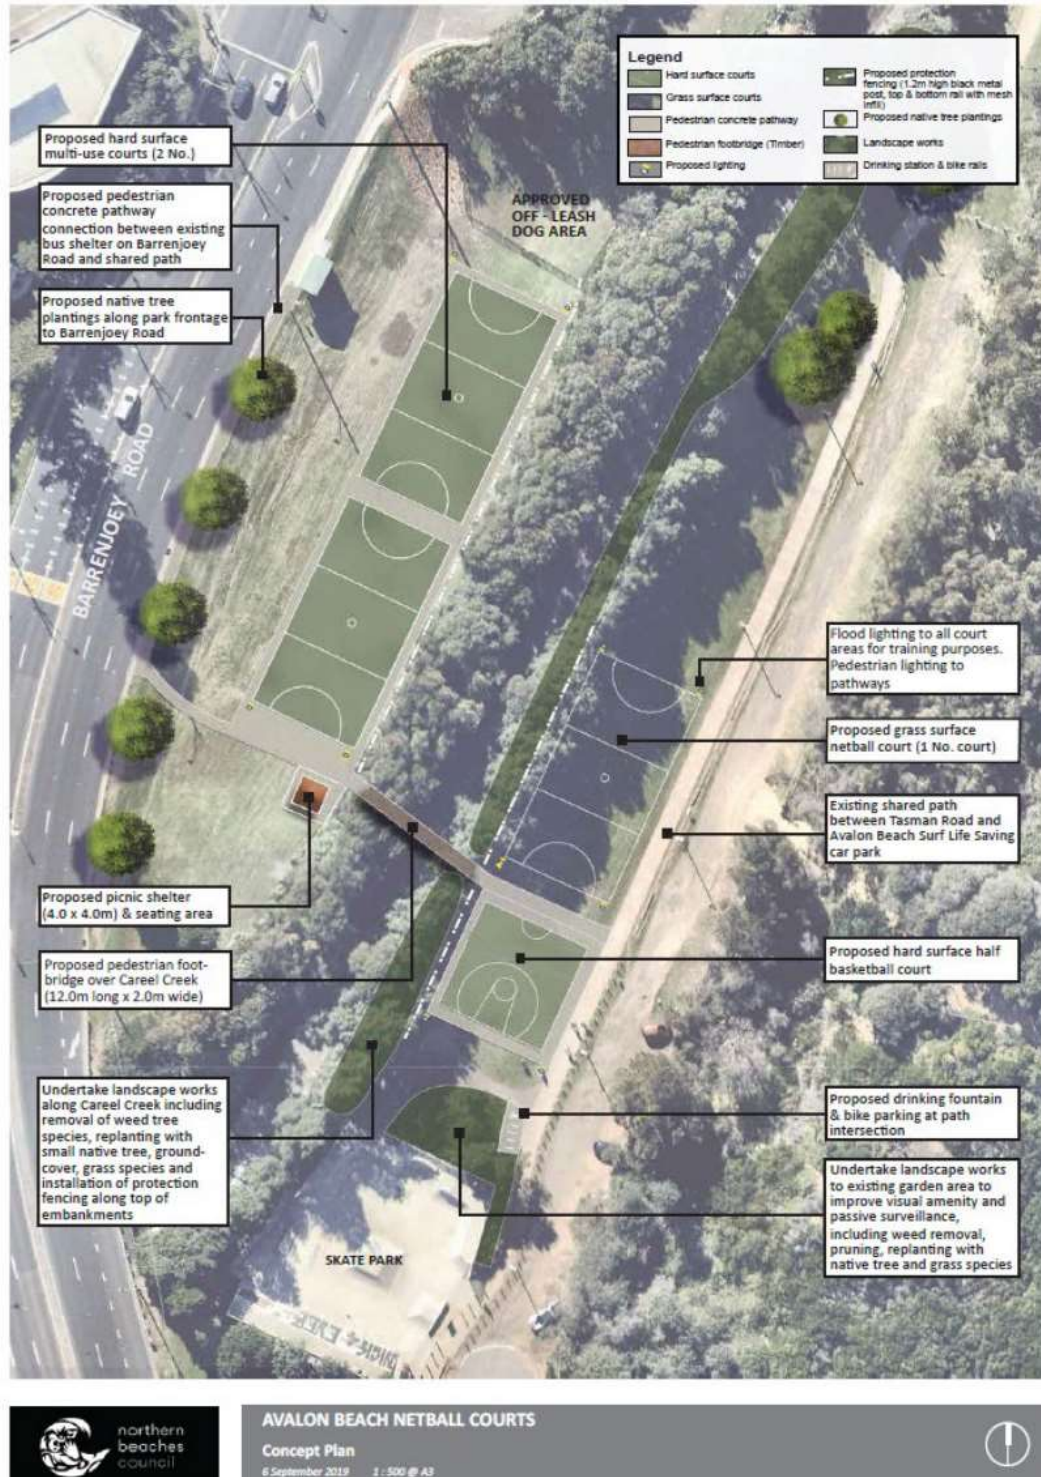 Legend
Hard surface courts
Grass surface courts
Pedestrian concrete pathway
Pedestrian footbridge (Timber)
Proposed lighting
Proposed protection
fencing (1.2m high black metal
post, top & bottom rail with mesh
infill)
Proposed native tree plantings
Landscape works
Drinking station & bike rails
Proposed hard surface
multi-use courts (2 No.)
Proposed pedestrian
concrete pathway
connection between existing
bus shelter on Barrenjoey
Road and shared path
Proposed native tree
plantings along park frontage
to Barrenjoey Road
APPROVED
OFF - LEASH
DOG AREA
BARRENJOEY ROAD
Flood lighting to all court
areas for training purposes.
Pedestrian lighting to
pathways
Proposed grass surface
netball court (1 No. court)
Existing shared path
between Tasman Road and
Avalon Beach Surf Life Saving
car park
Proposed picnic shelter
(4.0 x 4.0m) & seating area
Proposed pedestrian foot-
bridge over Careel Creek
(12.0m long x 2.0m wide)
Proposed hard surface half
basketball court
Undertake landscape works
along Careel Creek including
removal of weed tree
species, replanting with
small native tree, ground-
cover, grass species and
installation of protection
fencing along top of
embankments
Proposed drinking fountain
& bike parking at path
intersection
Undertake landscape works
to existing garden area to
improve visual amenity and
passive surveillance,
including weed removal,
pruning, replanting with
native tree and grass species
SKATE PARK
northern
beaches
council
AVALON BEACH NETBALL COURTS
Concept Plan
6 September 2019 1 : 500 @ A3